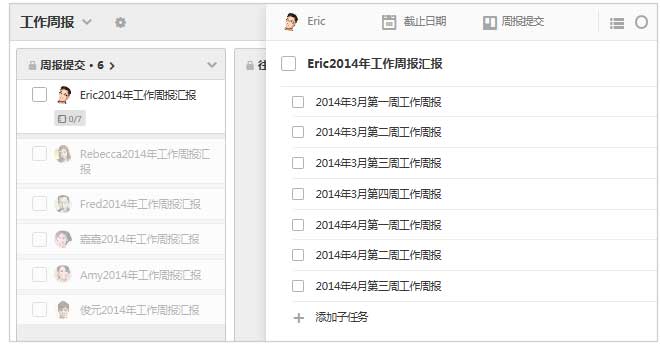 工作周报
周报提交 · 6
Eric2014年工作周报汇报
0/7
Rebecca2014年工作周报汇
报
Fred2014年工作周报汇报
嘉嘉2014年工作周报汇报
Amy2014年工作周报汇报
俊元2014年工作周报汇报
往
Eric
截止日期
周报提交
Eric2014年工作周报汇报
2014年3月第一周工作周报
2014年3月第二周工作周报
2014年3月第三周工作周报
2014年3月第四周工作周报
2014年4月第一周工作周报
2014年4月第二周工作周报
2014年4月第三周工作周报
添加子任务